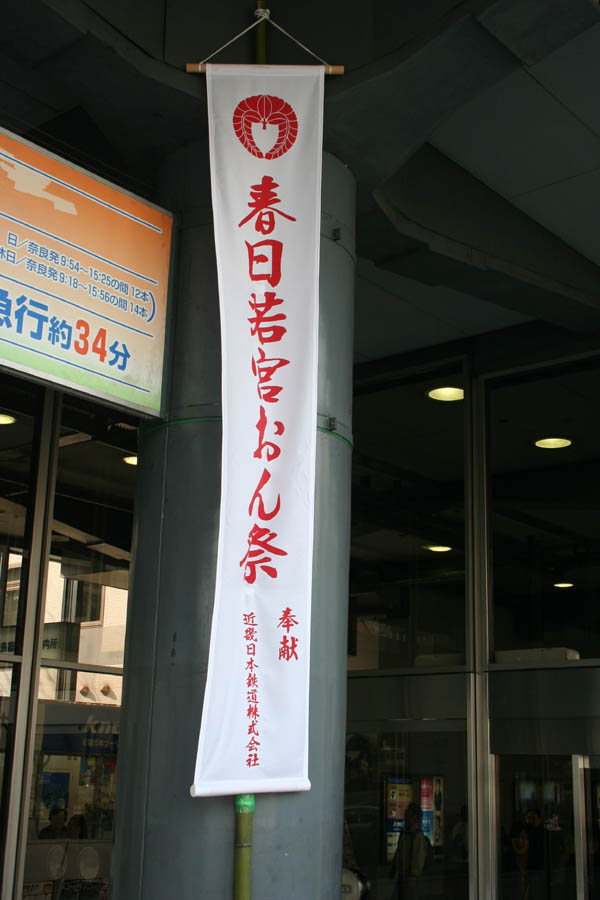 春日若宮おん祭
奉献
近畿日本鉄道株式会社
日/奈良発9:54〜15:25の間12本
休日/奈良発9:18〜15:56の間14本)
急行約34分